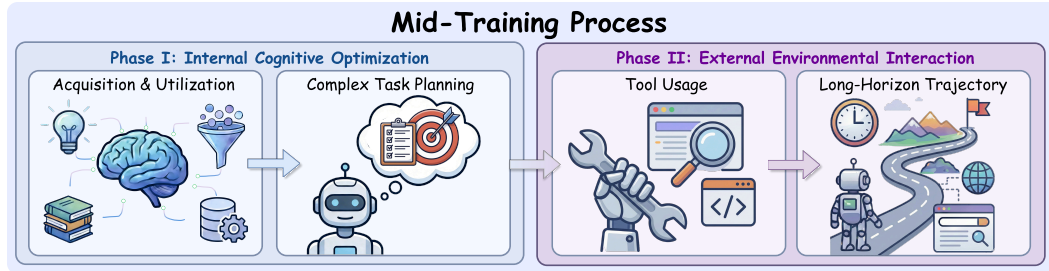 Mid-Training Process
Phase I: Internal Cognitive Optimization
Phase II: External Environmental Interaction
Acquisition & Utilization
Complex Task Planning
Tool Usage
Long-Horizon Trajectory
</>